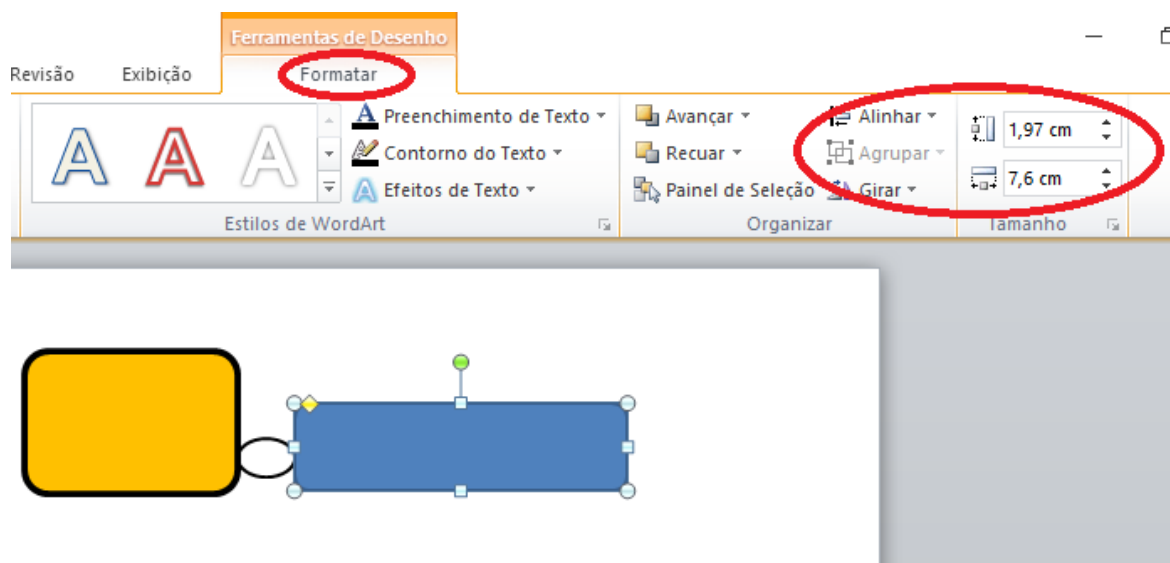 Ferramentas de Desenho
Revisão Exibição Formatar
A Preenchimento de Texto Avançar Alinhar 1,97 cm
A A A Contorno do Texto Recuar Agrupar
A Efeitos de Texto Painel de Seleção Girar 7,6 cm
Estilos de WordArt Organizar Tamanho